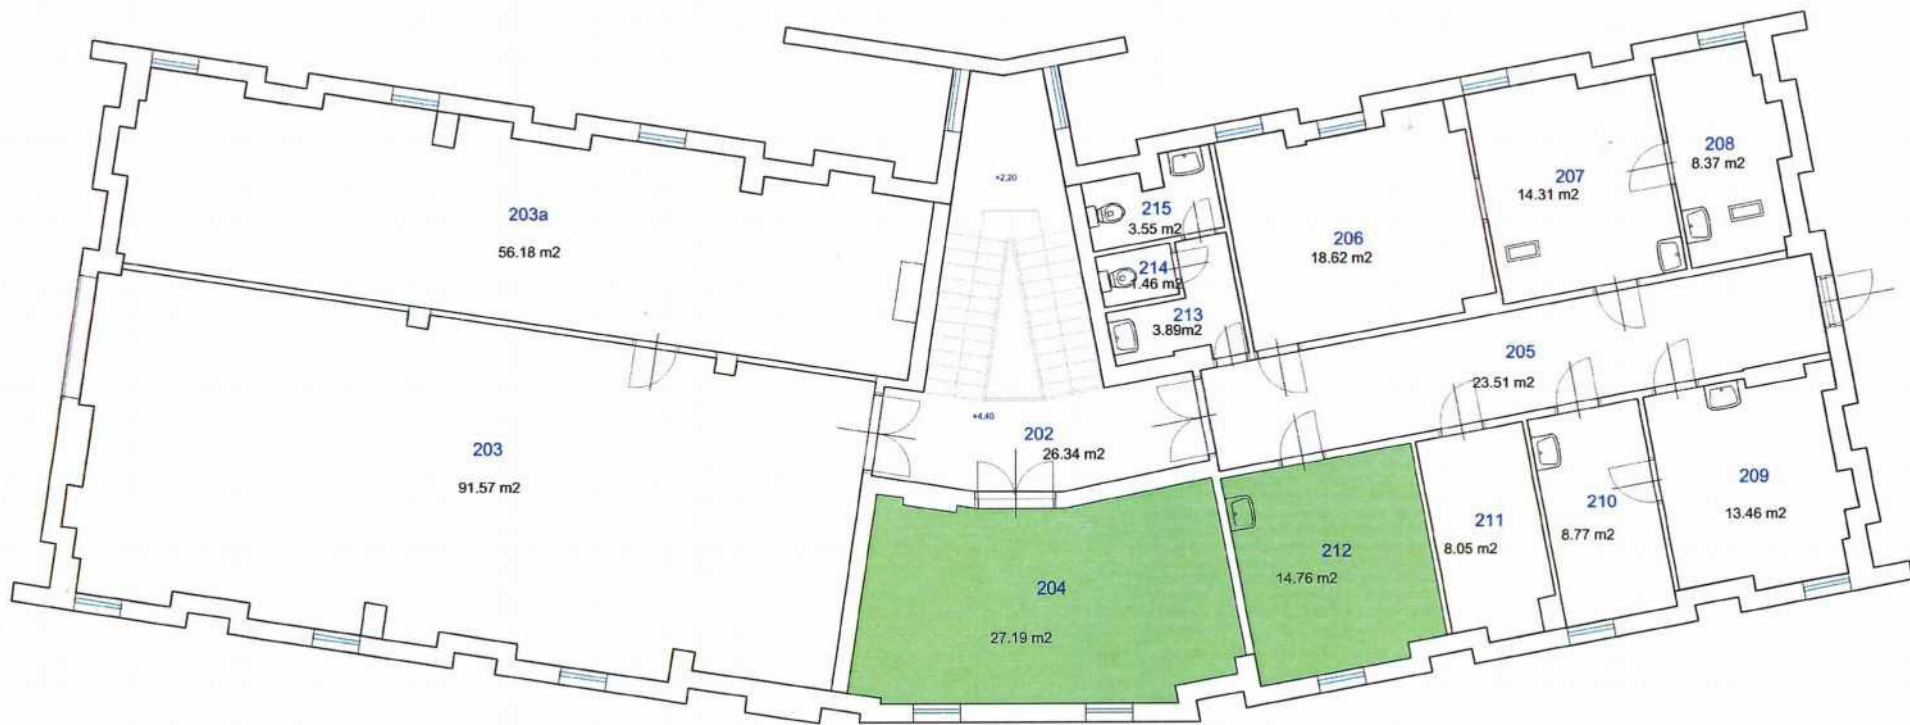 203a
56.18 m2
203
91.57 m2
+2,20
+4,40
202
26.34 m2
204
27.19 m2
215
3.55 m2
214
1.46 m2
213
3.89m2
206
18.62 m2
207
14.31 m2
208
8.37 m2
205
23.51 m2
212
14.76 m2
211
8.05 m2
210
8.77 m2
209
13.46 m2